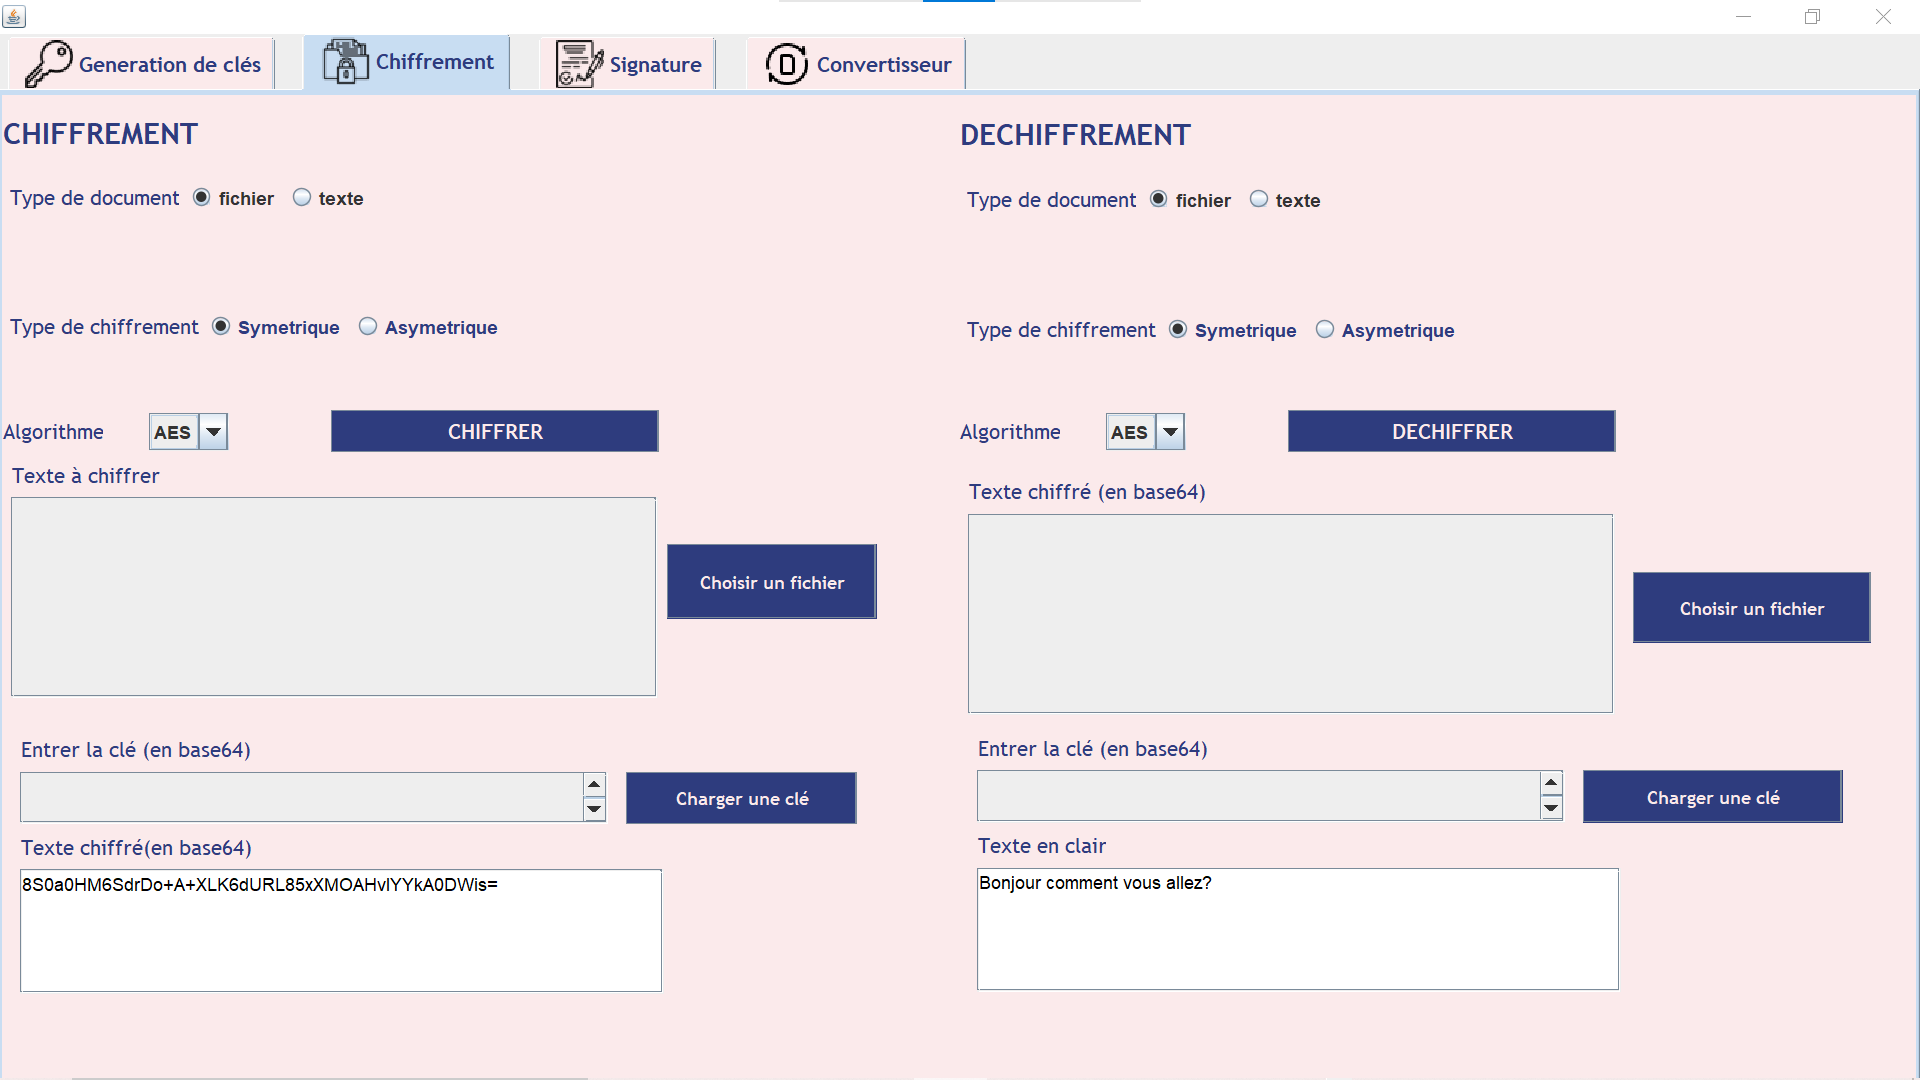 Generation de clés
Chiffrement
Signature
Convertisseur
CHIFFREMENT
Type de document fichier texte
Type de chiffrement Symetrique Asymetrique
Algorithme AES CHIFFRER
Texte à chiffrer
Choisir un fichier
Entrer la clé (en base64)
Charger une clé
Texte chiffré(en base64)
8S0a0HM6SdrDo+A+XLK6dURL85xXMOAHvlYYkA0DWis=
DECHIFFREMENT
Type de document fichier texte
Type de chiffrement Symetrique Asymetrique
Algorithme AES DECHIFFRER
Texte chiffré (en base64)
Choisir un fichier
Entrer la clé (en base64)
Charger une clé
Texte en clair
Bonjour comment vous allez?